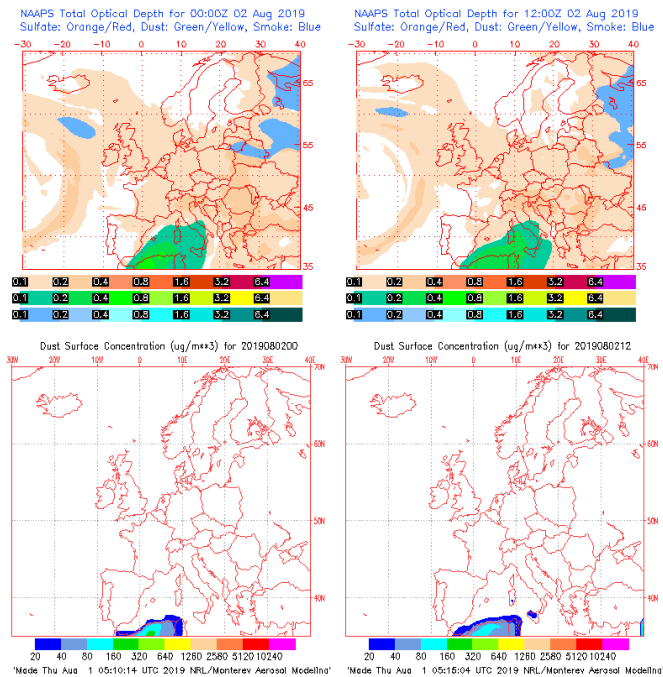 NAAPS Total Optical Depth for 00:00Z 02 Aug 2019
Sulfate: Orange/Red, Dust: Green/Yellow, Smoke: Blue
-30 -20 -10 0 10 20 30 40
65
55
45
35
0.1 0.2 0.4 0.8 1.6 3.2 6.4
0.1 0.2 0.4 0.8 1.6 3.2 6.4
0.1 0.2 0.4 0.8 1.6 3.2 6.4
NAAPS Total Optical Depth for 12:00Z 02 Aug 2019
Sulfate: Orange/Red, Dust: Green/Yellow, Smoke: Blue
-30 -20 -10 0 10 20 30 40
65
55
45
35
0.1 0.2 0.4 0.8 1.6 3.2 6.4
0.1 0.2 0.4 0.8 1.6 3.2 6.4
0.1 0.2 0.4 0.8 1.6 3.2 6.4
Dust Surface Concentration (ug/m**3) for 2019080200
30W 20W 10W 0 10E 20E 30E 40E
70N
60N
50N
40N
20 40 80 160 320 640 1280 2560 5120 10240
'Made Thu Aug 1 05:10:14 UTC 2019 NRL/Monterey Aerosol Modeling'
Dust Surface Concentration (ug/m**3) for 2019080212
30W 20W 10W 0 10E 20E 30E 40E
70N
60N
50N
40N
20 40 80 160 320 640 1260 2580 5120 10240
'Made Thu Aug 1 05:15:04 UTC 2019 NRL/Monterey Aerosol Modeling'